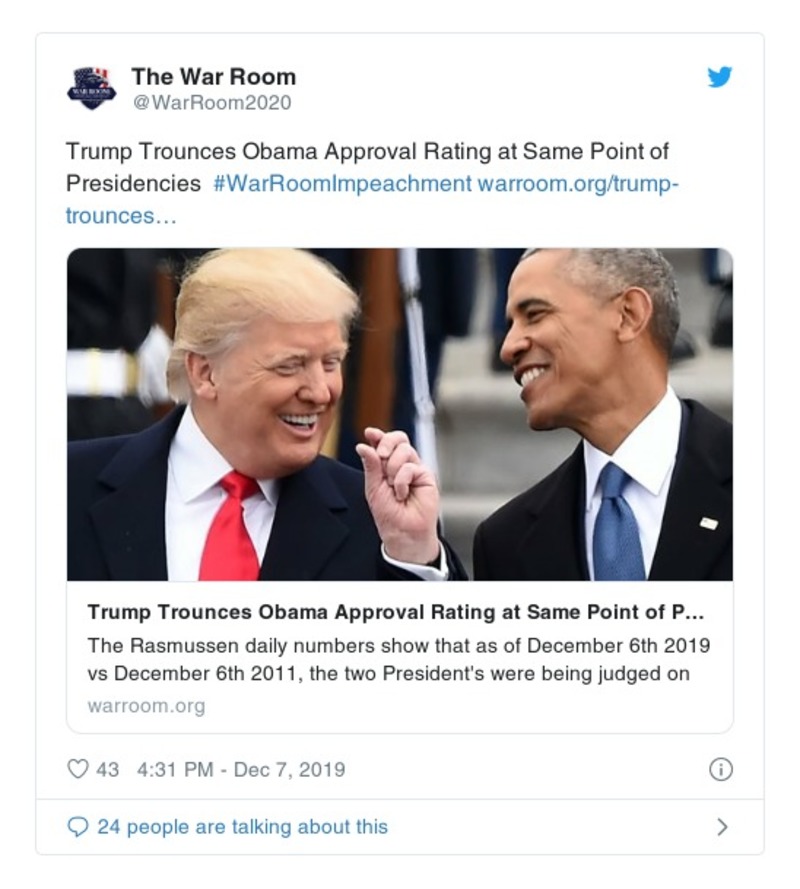 The War Room
@WarRoom2020
Trump Trounces Obama Approval Rating at Same Point of
Presidencies #WarRoomImpeachment warroom.org/trump-
trounces…
Trump Trounces Obama Approval Rating at Same Point of P...
The Rasmussen daily numbers show that as of December 6th 2019
vs December 6th 2011, the two President's were being judged on
warroom.org
43 4:31 PM - Dec 7, 2019
24 people are talking about this